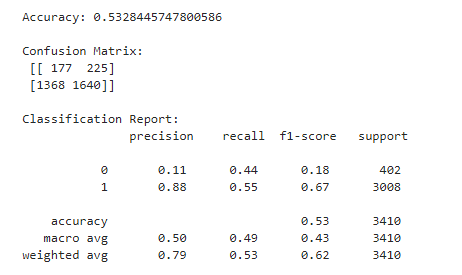 Accuracy: 0.5328445747800586
Confusion Matrix:
[[ 177 225]
[1368 1640]]
Classification Report:
precision recall f1-score support
0 0.11 0.44 0.18 402
1 0.88 0.55 0.67 3008
accuracy 0.53 3410
macro avg 0.50 0.49 0.43 3410
weighted avg 0.79 0.53 0.62 3410